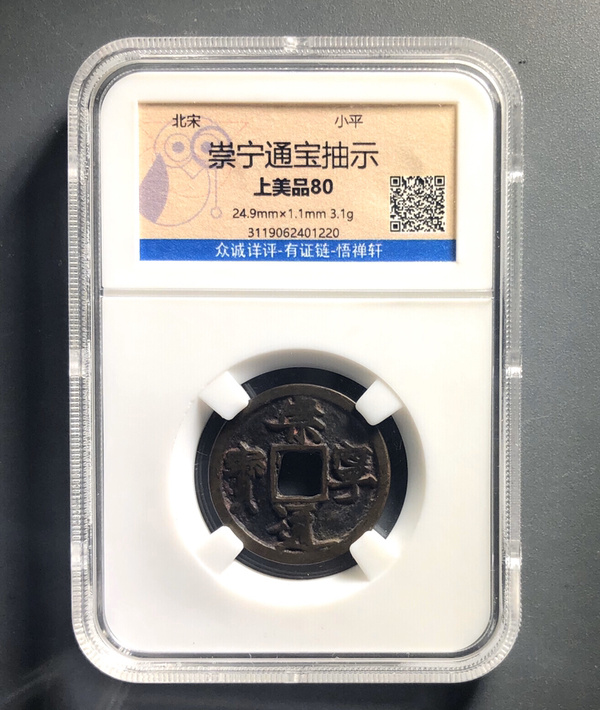 北宋 小平
崇宁通宝抽示
上美品80
24.9mm×1.1mm 3.1g
3119062401220
众诚详评-有证链-悟禅轩
崇
寧
通
寳